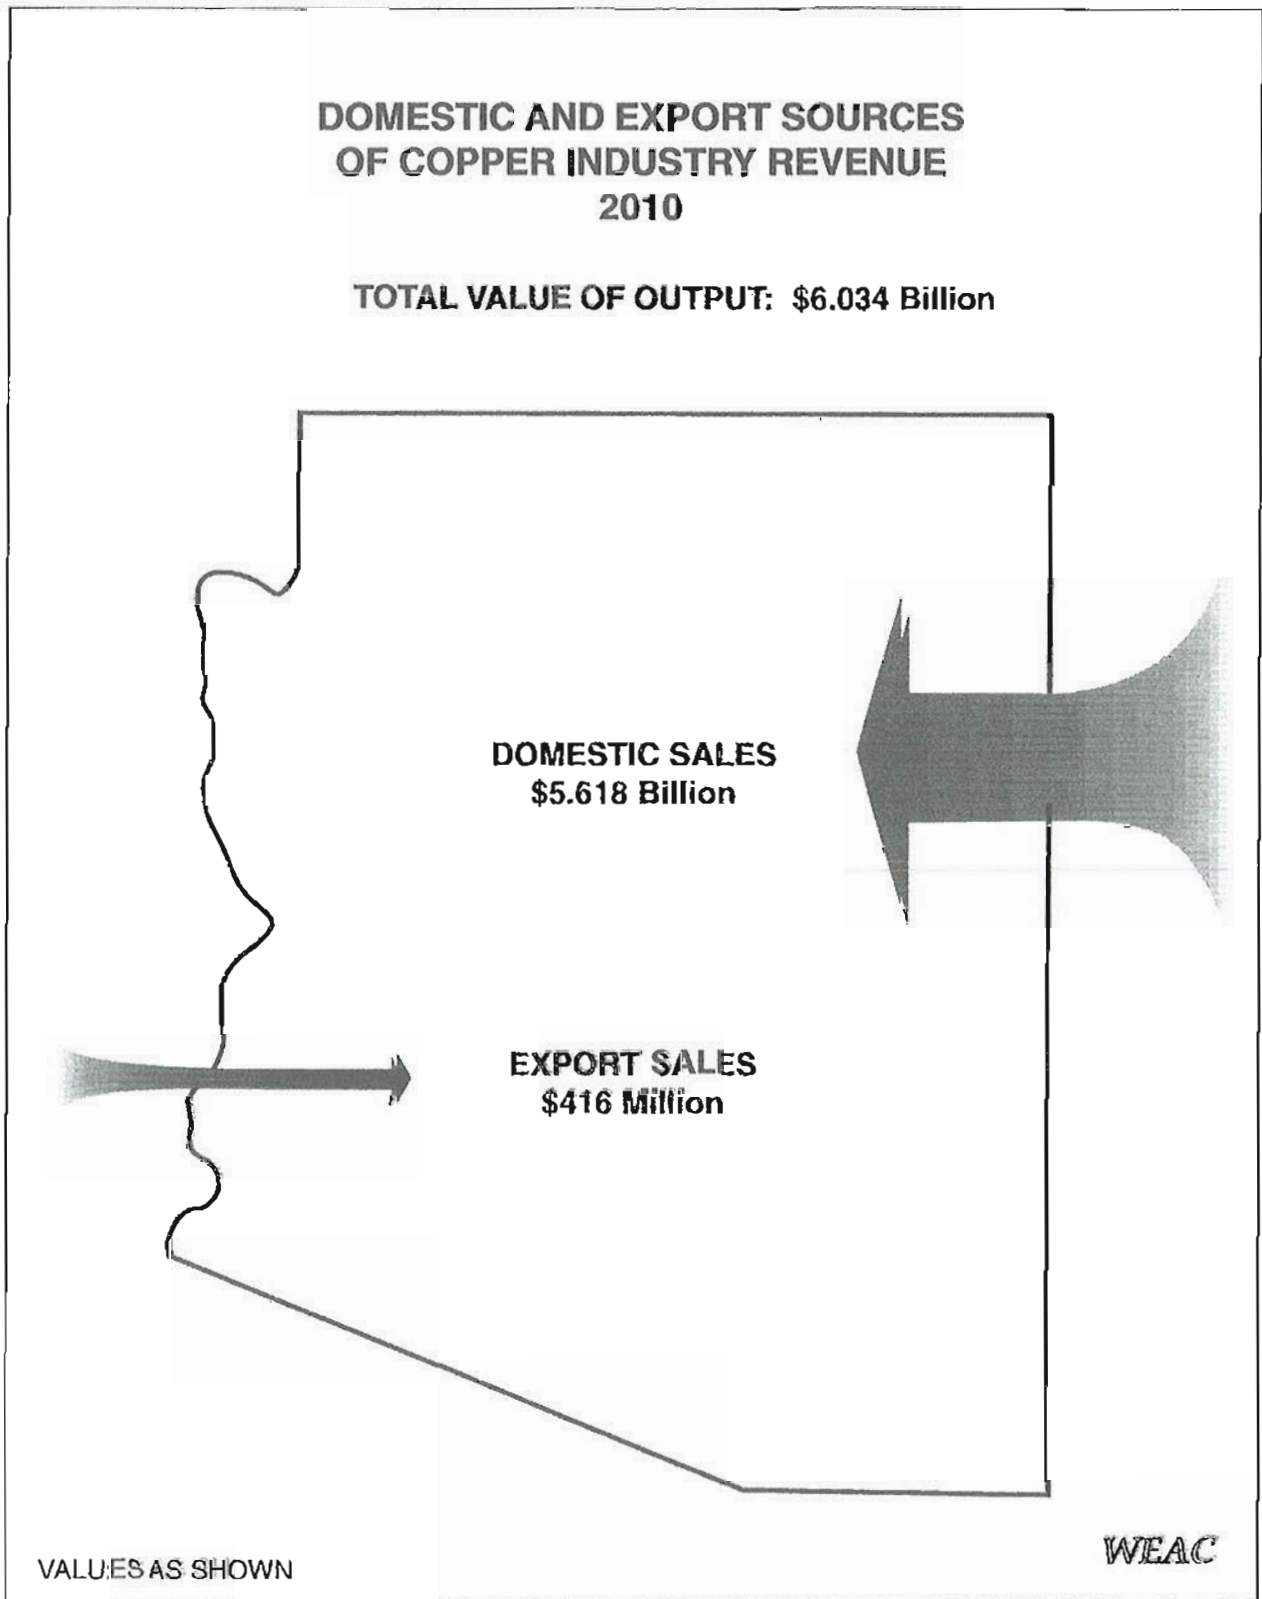 DOMESTIC AND EXPORT SOURCES
OF COPPER INDUSTRY REVENUE
2010
TOTAL VALUE OF OUTPUT: $6.034 Billion
DOMESTIC SALES
$5.618 Billion
EXPORT SALES
$416 Million
VALUES AS SHOWN
WEAC